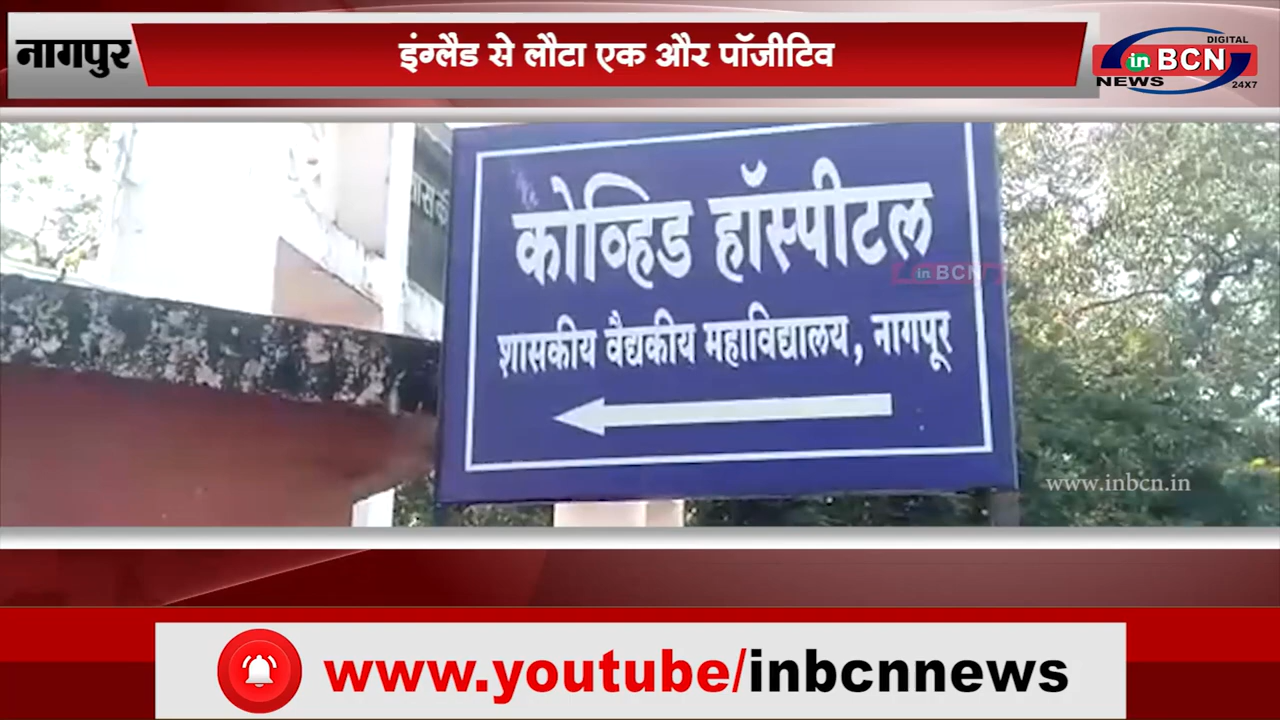 नागपुर
इंग्लैड से लौटा एक और पॉजीटिव
DIGITAL
in BCN
NEWS
24X7
कोव्हिड हॉस्पीटल
in BCN
शासकीय वैद्यकीय महाविद्यालय, नागपूर
www.inbcn.in
www.youtube/inbcnnews